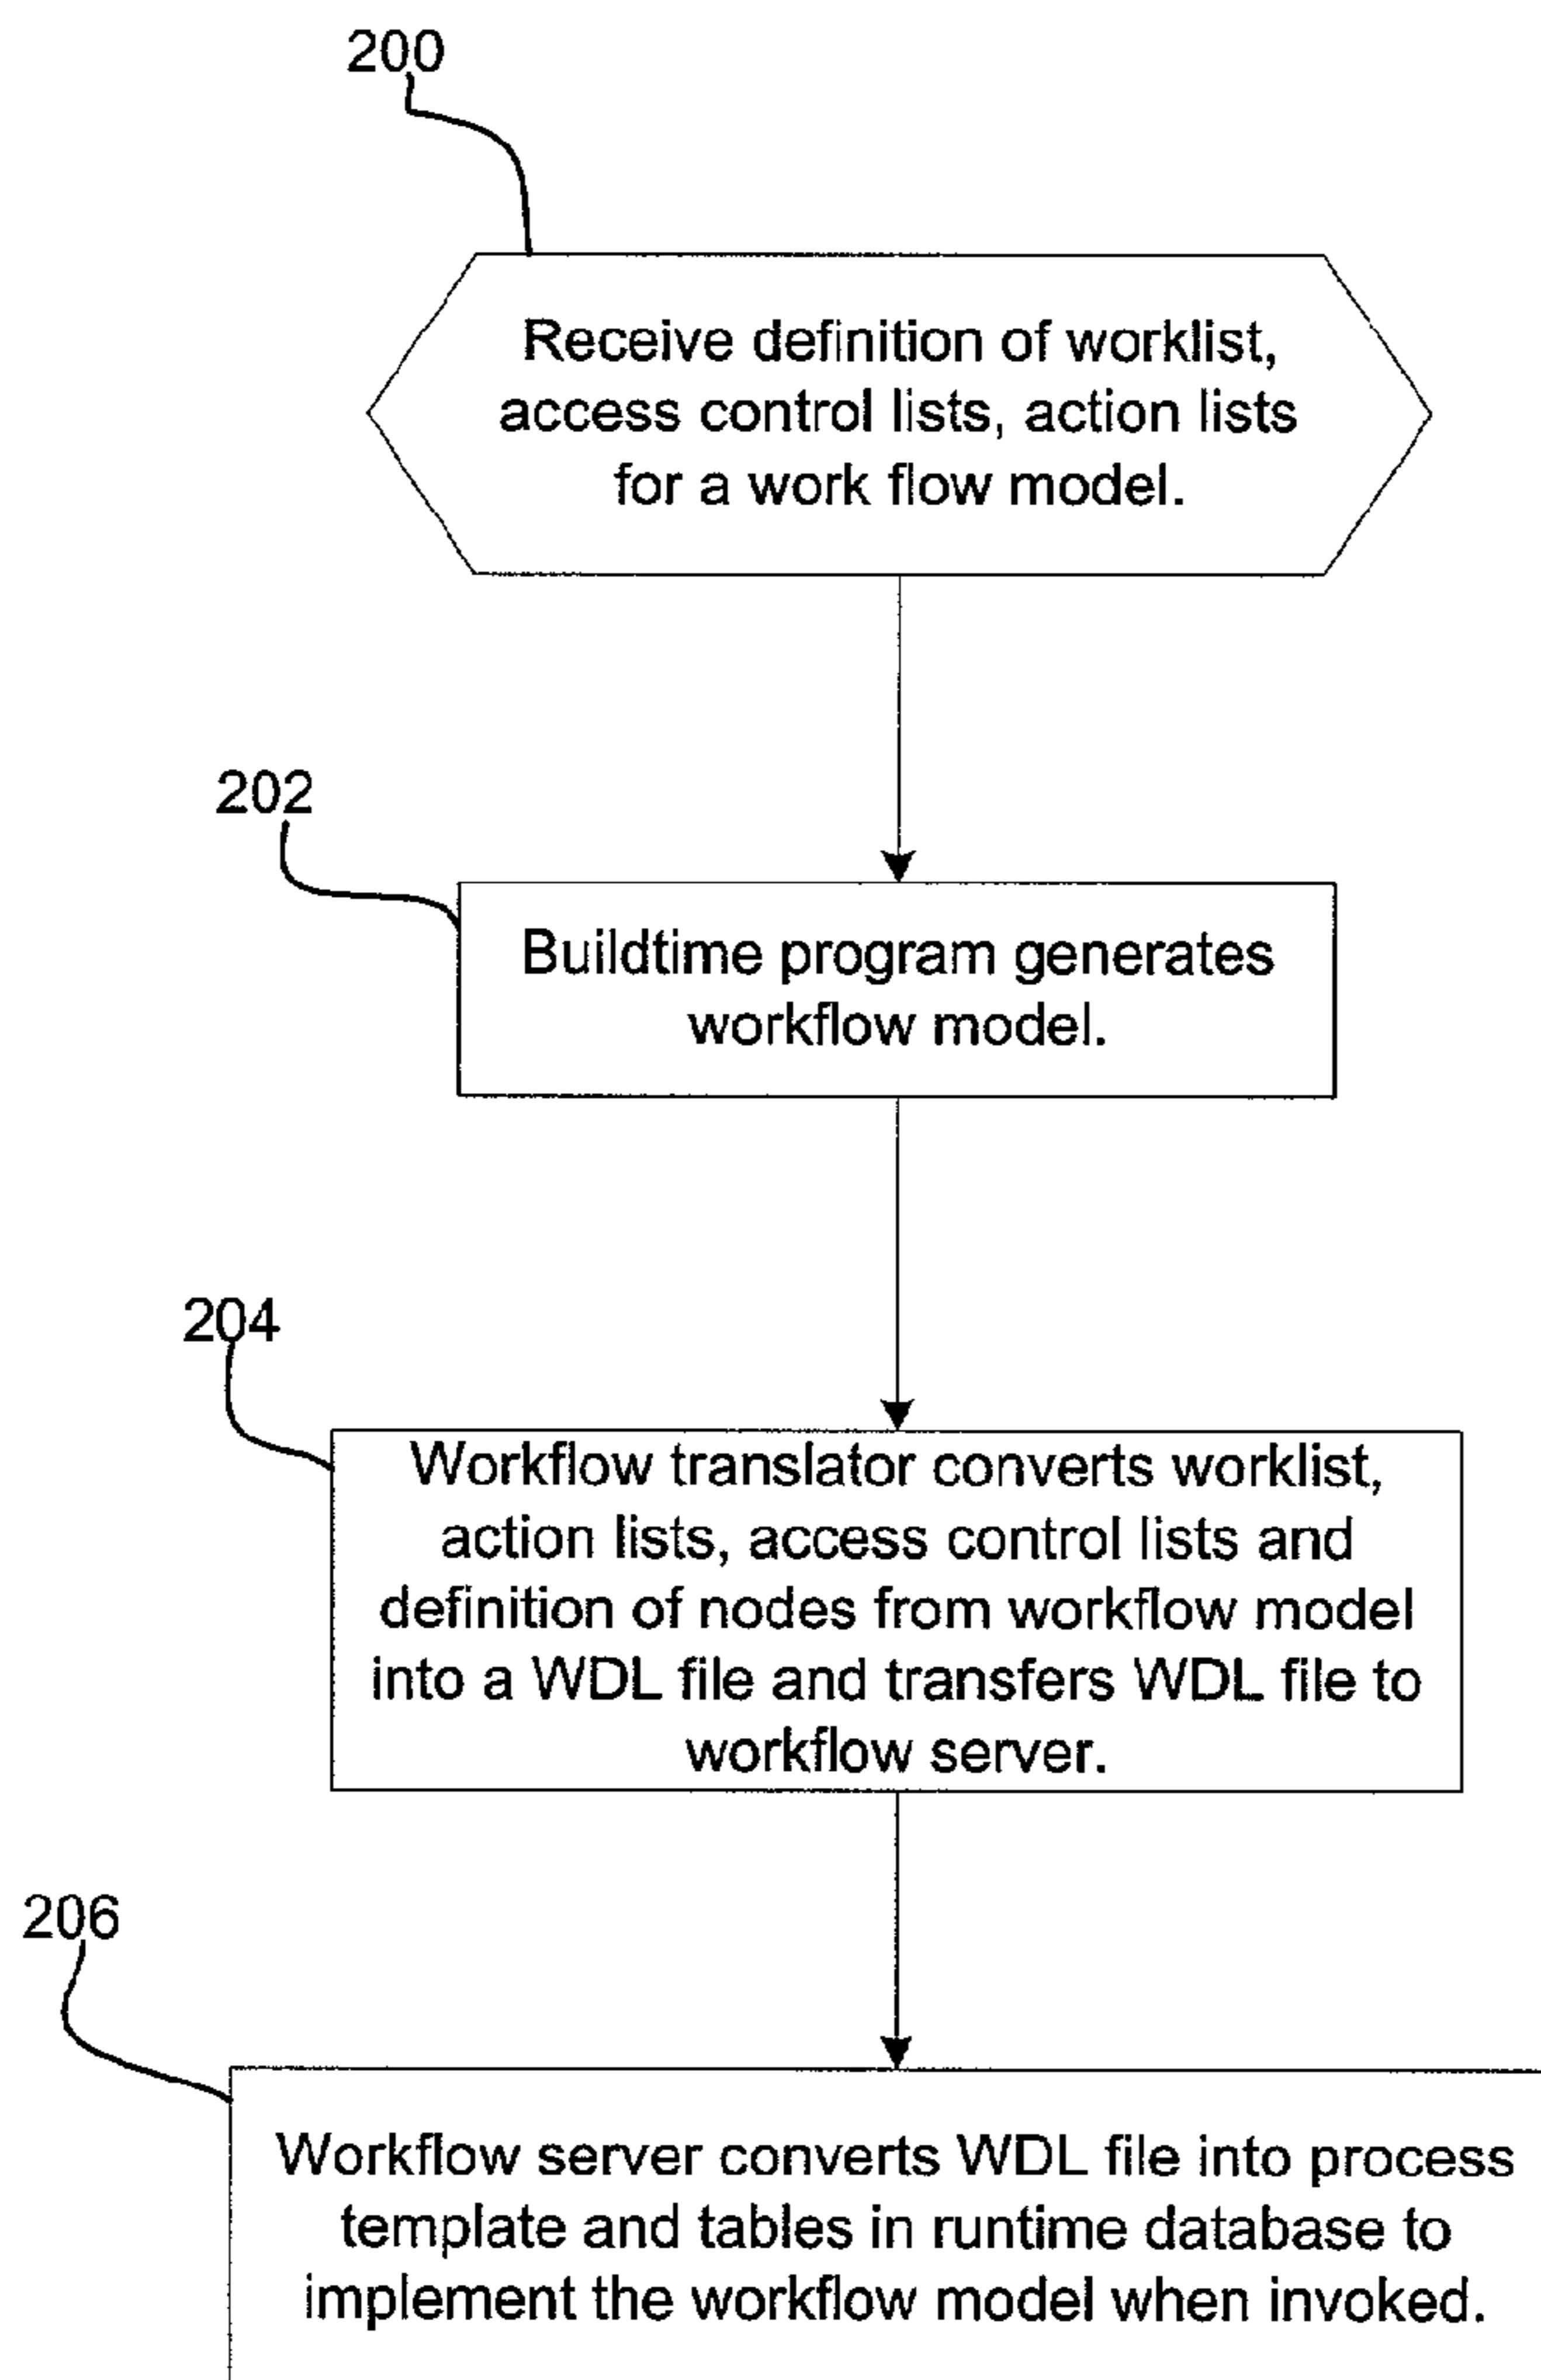 200
Receive definition of worklist,
access control lists, action lists
for a work flow model.
202
Buildtime program generates
workflow model.
204
Workflow translator converts worklist,
action lists, access control lists and
definition of nodes from workflow model
into a WDL file and transfers WDL file to
workflow server.
206
Workflow server converts WDL file into process
template and tables in runtime database to
implement the workflow model when invoked.